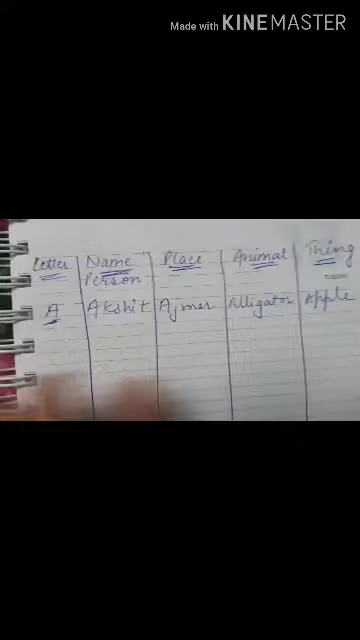 Made with KINEMASTER
Letter Name Place Animal Thing
Person
A Akshit Ajmer Alligator Apple